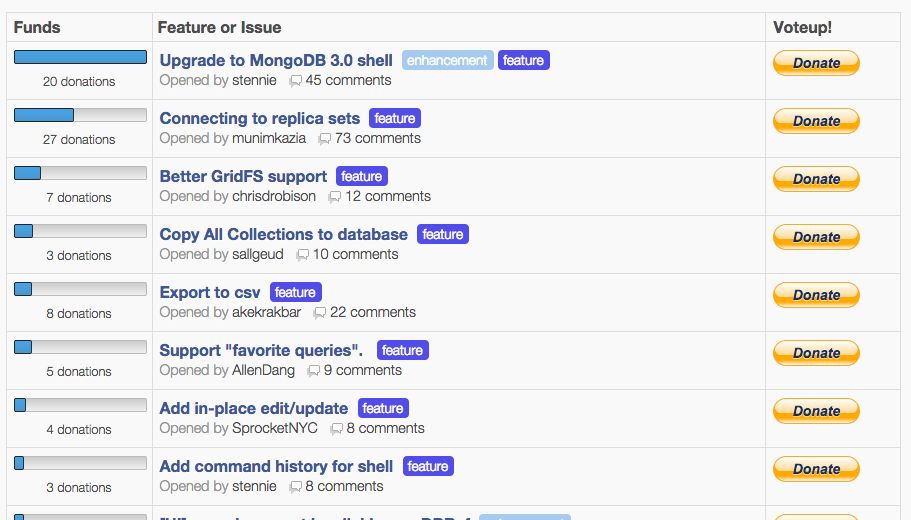 Funds Feature or Issue Voteup!
Upgrade to MongoDB 3.0 shell enhancement feature
20 donations Opened by stennie 45 comments Donate
Connecting to replica sets feature
27 donations Opened by munimkazia 73 comments Donate
Better GridFS support feature
7 donations Opened by chrisdrobison 12 comments Donate
Copy All Collections to database feature
3 donations Opened by sallgeud 10 comments Donate
Export to csv feature
8 donations Opened by akekrakbar 22 comments Donate
Support "favorite queries". feature
5 donations Opened by AllenDang 9 comments Donate
Add in-place edit/update feature
4 donations Opened by SprocketNYC 8 comments Donate
Add command history for shell feature
3 donations Opened by stennie 8 comments Donate